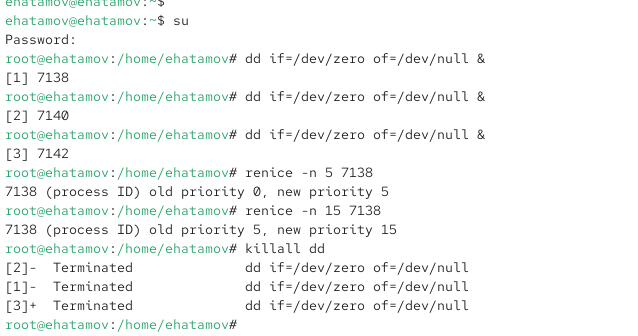 ehatamov@ehatamov:~$
ehatamov@ehatamov:~$ su
Password:
root@ehatamov:/home/ehatamov# dd if=/dev/zero of=/dev/null &
[1] 7138
root@ehatamov:/home/ehatamov# dd if=/dev/zero of=/dev/null &
[2] 7140
root@ehatamov:/home/ehatamov# dd if=/dev/zero of=/dev/null &
[3] 7142
root@ehatamov:/home/ehatamov# renice -n 5 7138
7138 (process ID) old priority 0, new priority 5
root@ehatamov:/home/ehatamov# renice -n 15 7138
7138 (process ID) old priority 5, new priority 15
root@ehatamov:/home/ehatamov# killall dd
[2]-  Terminated              dd if=/dev/zero of=/dev/null
[1]-  Terminated              dd if=/dev/zero of=/dev/null
[3]+  Terminated              dd if=/dev/zero of=/dev/null
root@ehatamov:/home/ehatamov#